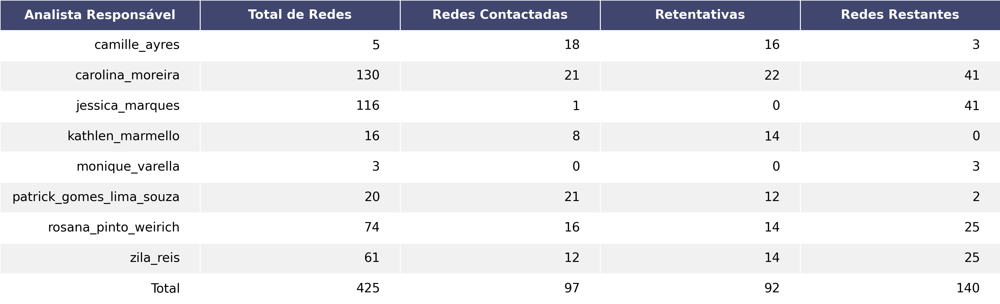 Analista Responsável Total de Redes Redes Contactadas Retentativas Redes Restantes
camille_ayres 5 18 16 3
carolina_moreira 130 21 22 41
jessica_marques 116 1 0 41
kathlen_marmello 16 8 14 0
monique_varella 3 0 0 3
patrick_gomes_lima_souza 20 21 12 2
rosana_pinto_weirich 74 16 14 25
zila_reis 61 12 14 25
Total 425 97 92 140